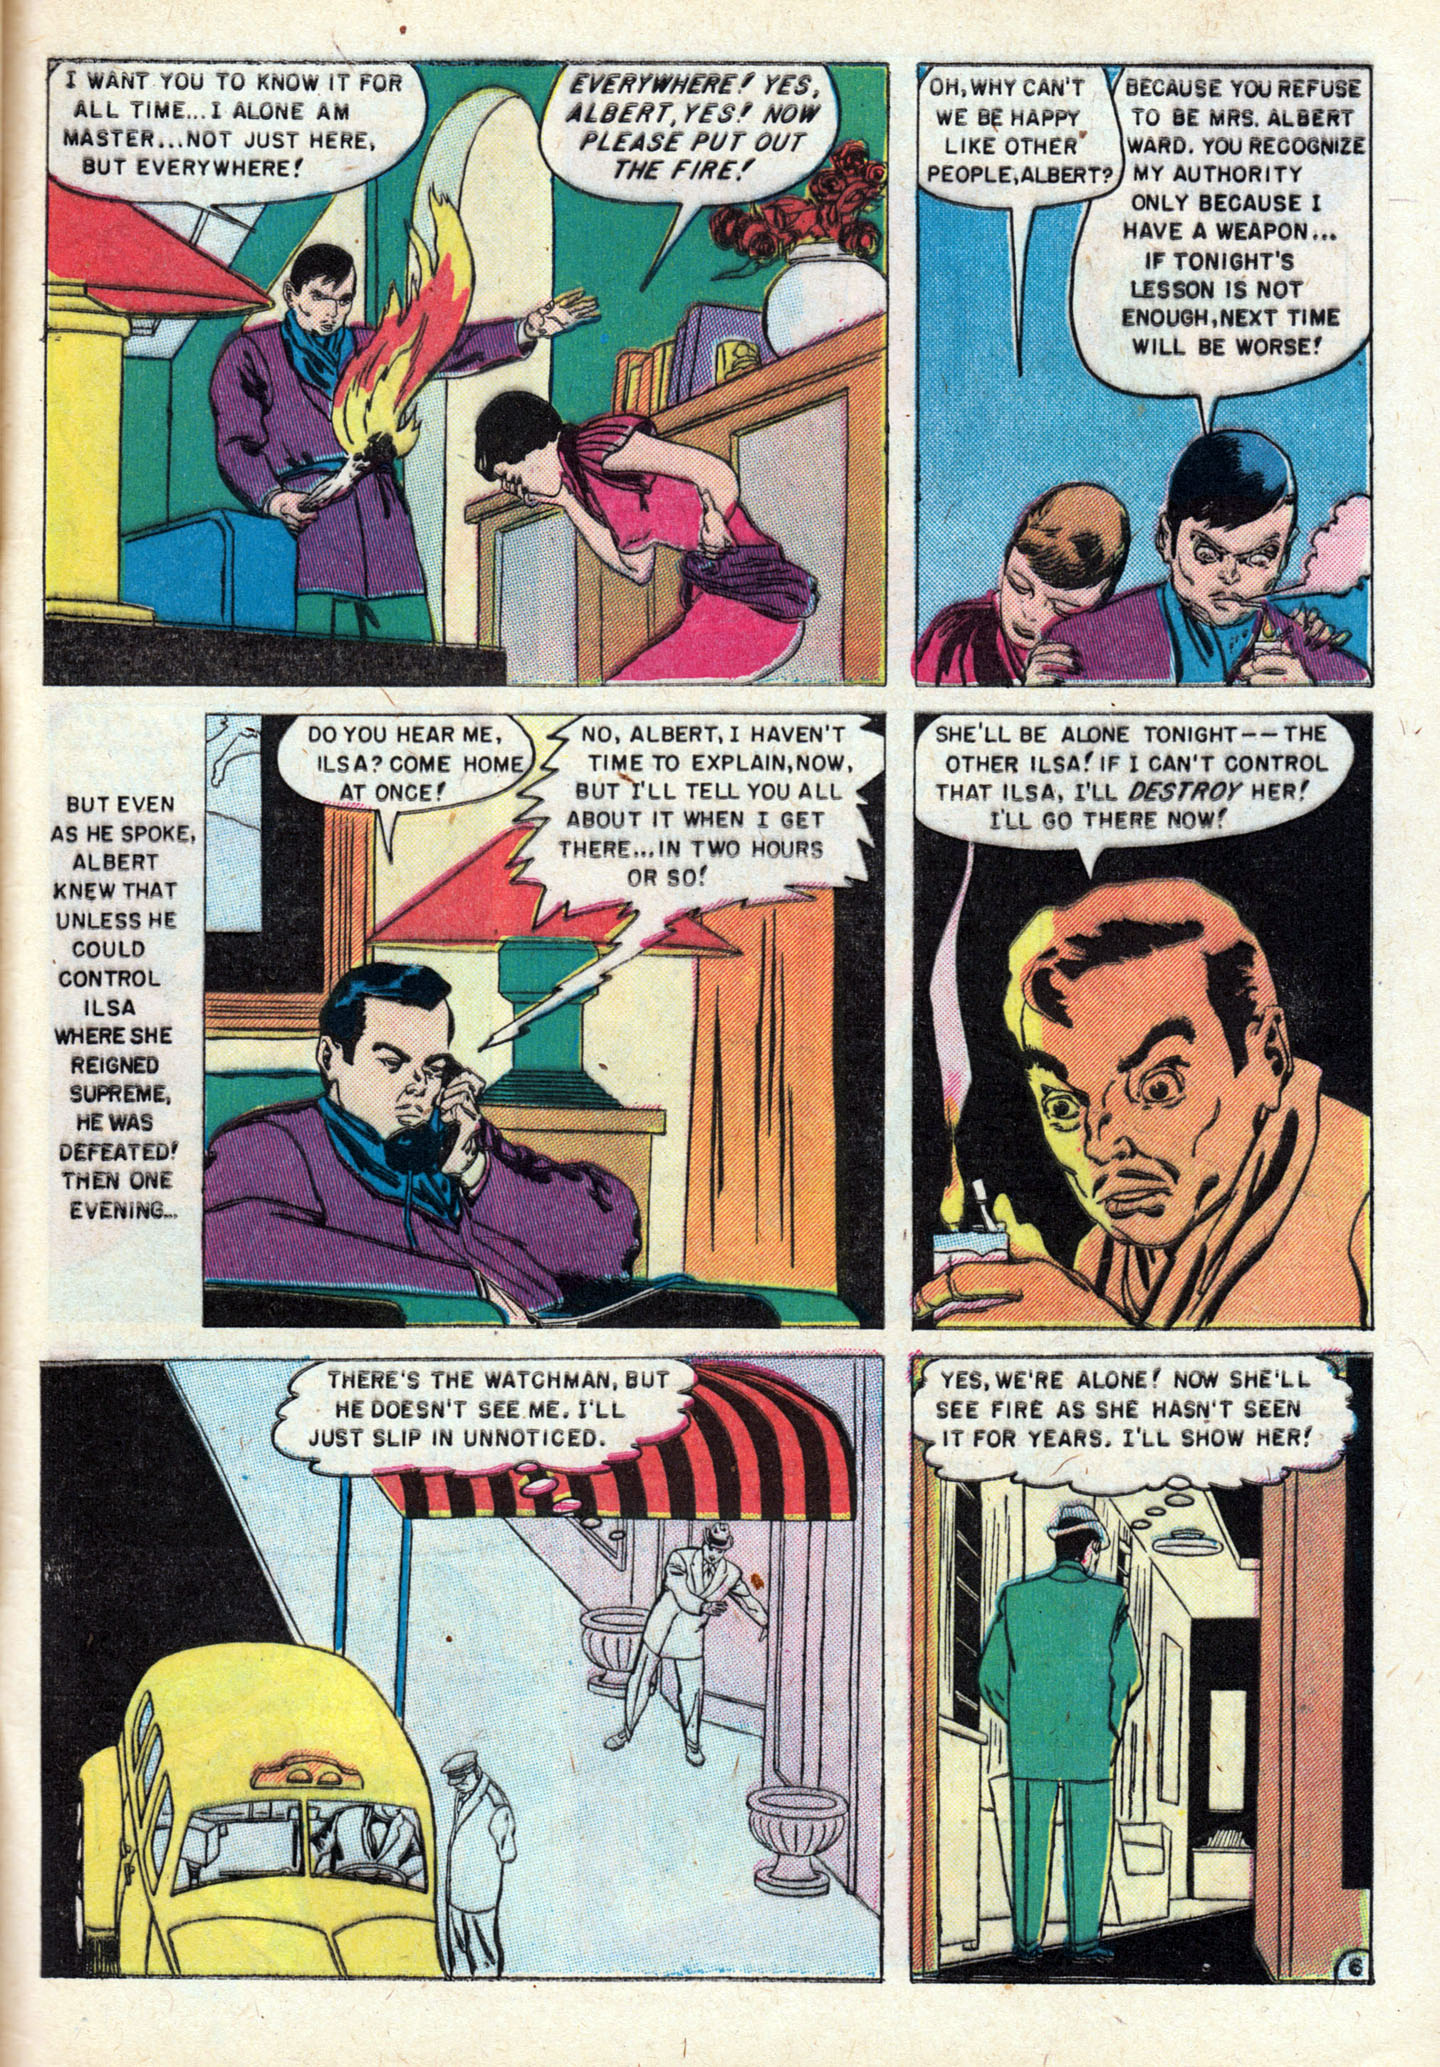 I WANT YOU TO KNOW IT FOR
ALL TIME...I ALONE AM
MASTER...NOT JUST HERE,
BUT EVERYWHERE!
EVERYWHERE! YES,
ALBERT, YES! NOW
PLEASE PUT OUT
THE FIRE!
OH, WHY CAN'T
WE BE HAPPY
LIKE OTHER
PEOPLE, ALBERT?
BECAUSE YOU REFUSE
TO BE MRS. ALBERT
WARD. YOU RECOGNIZE
MY AUTHORITY
ONLY BECAUSE I
HAVE A WEAPON...
IF TONIGHT'S
LESSON IS NOT
ENOUGH, NEXT TIME
WILL BE WORSE!
BUT EVEN
AS HE SPOKE,
ALBERT
KNEW THAT
UNLESS HE
COULD
CONTROL
ILSA
WHERE SHE
REIGNED
SUPREME,
HE WAS
DEFEATED!
THEN ONE
EVENING...
DO YOU HEAR ME,
ILSA? COME HOME
AT ONCE!
NO, ALBERT, I HAVEN'T
TIME TO EXPLAIN, NOW,
BUT I'LL TELL YOU ALL
ABOUT IT WHEN I GET
THERE...IN TWO HOURS
OR SO!
SHE'LL BE ALONE TONIGHT--THE
OTHER ILSA! IF I CAN'T CONTROL
THAT ILSA, I'LL DESTROY HER!
I'LL GO THERE NOW!
THERE'S THE WATCHMAN, BUT
HE DOESN'T SEE ME. I'LL
JUST SLIP IN UNNOTICED.
YES, WE'RE ALONE! NOW SHE'LL
SEE FIRE AS SHE HASN'T SEEN
IT FOR YEARS. I'LL SHOW HER!
6